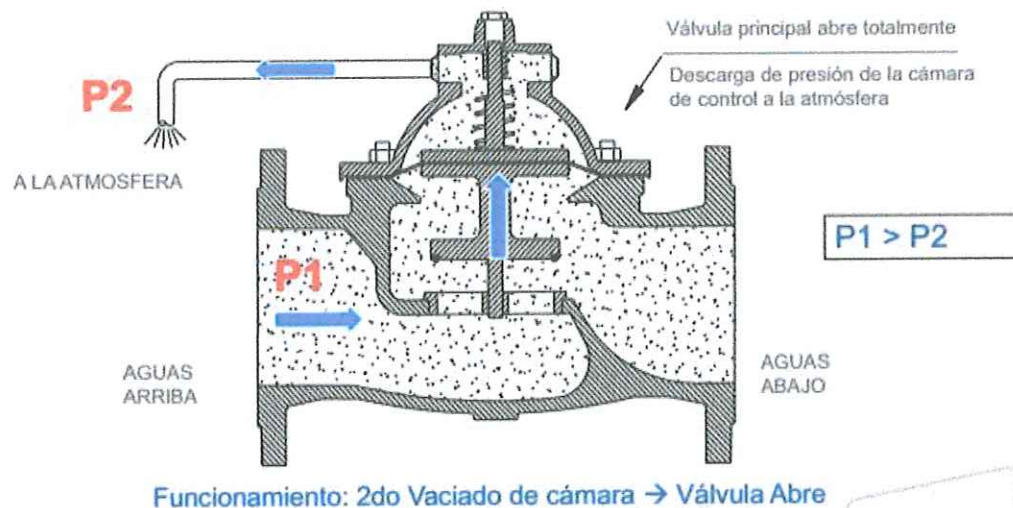 Válvula principal abre totalmente
Descarga de presión de la cámara
de control a la atmósfera
P2
A LA ATMOSFERA
P1 > P2
P1
AGUAS
ARRIBA
AGUAS
ABAJO
Funcionamiento: 2do Vaciado de cámara → Válvula Abre